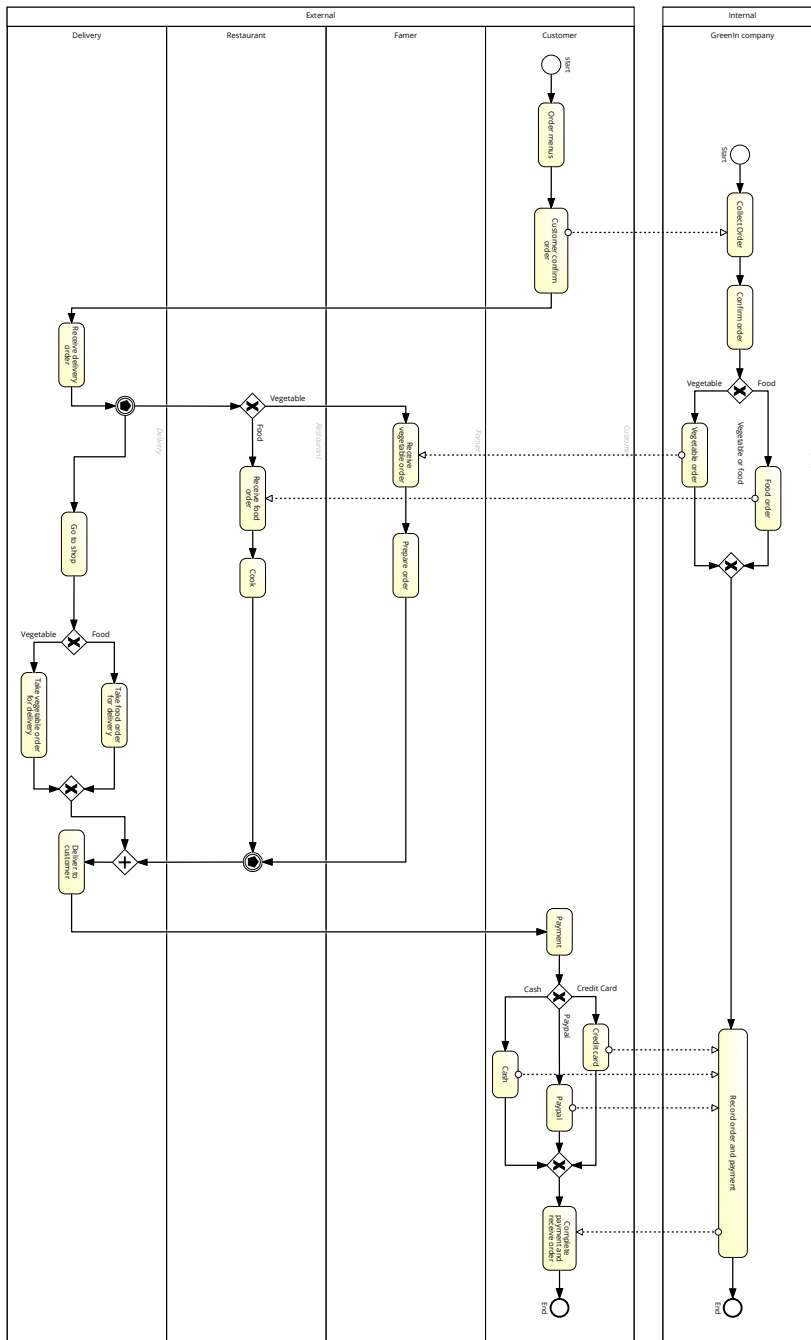 External
Internal
Delivery
Restaurant
Famer
Customer
GreenIn company
start
Order menus
Customer confirm
order
Start
Collect Order
Confirm order
Vegetable
Food
Vegetable or food
Vegetable order
Food order
Receive delivery
order
Vegetable
Food
Receive
vegetable order
Receive food
order
Prepare order
Cook
Delivery
Restaurant
Famer
Customer
Go to shop
Vegetable
Food
Take vegetable order
for delivery
Take food order
for delivery
Deliver to
customer
Payment
Cash
Paypal
Credit Card
Cash
Paypal
Credit card
Record order and payment
Complete
payment and
receive order
End
End